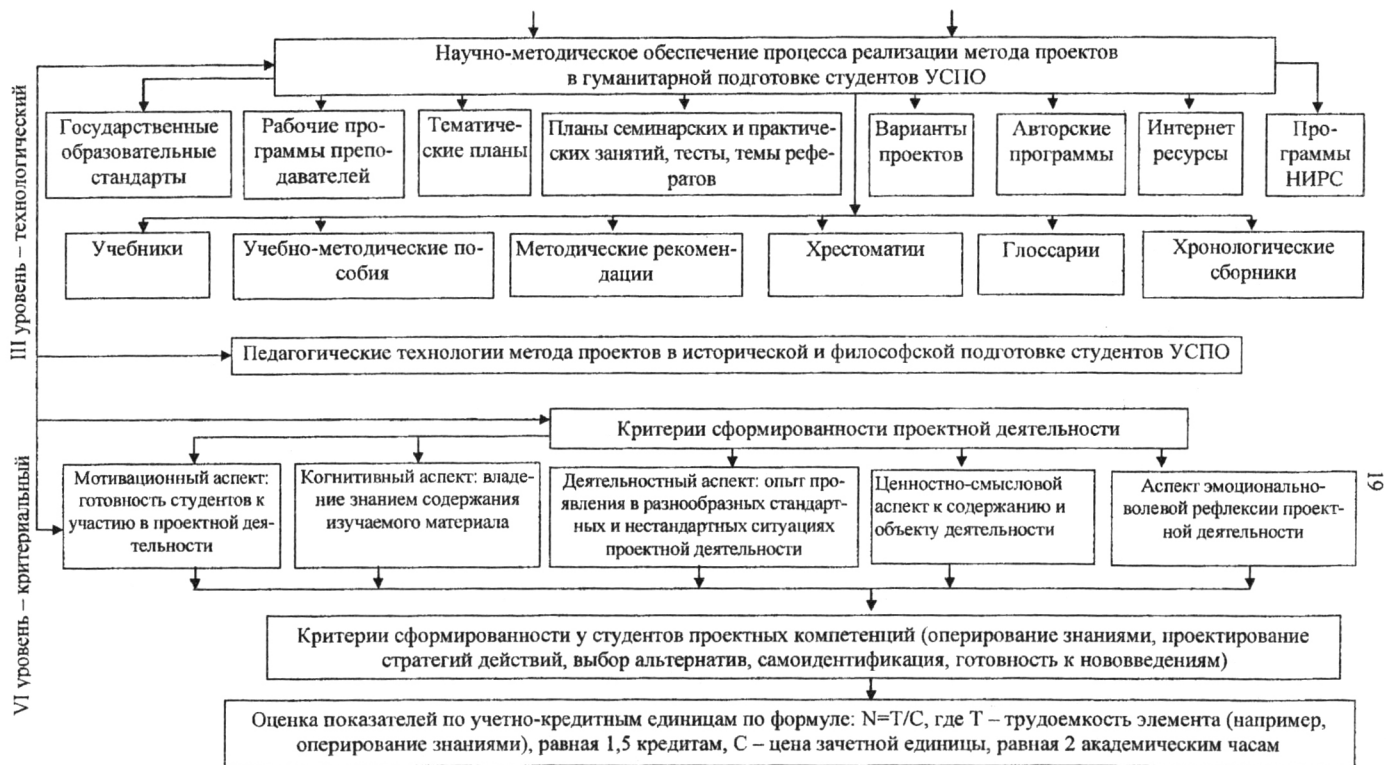 Научно-методическое обеспечение процесса реализации метода проектов
в гуманитарной подготовке студентов УСПО
Государственные
образовательные
стандарты
Рабочие про-
граммы препо-
давателей
Тематиче-
ские планы
Планы семинарских и практиче-
ских занятий, тесты, темы рефе-
ратов
Варианты
проектов
Авторские
программы
Интернет
ресурсы
Про-
граммы
НИРС
Учебники
Учебно-методические по-
собия
Методические рекомен-
дации
Хрестоматии
Глоссарии
Хронологические
сборники
III уровень – технологический
Педагогические технологии метода проектов в исторической и философской подготовке студентов УСПО
Критерии сформированности проектной деятельности
Мотивационный аспект:
готовность студентов к
участию в проектной дея-
тельности
Когнитивный аспект: владе-
ние знанием содержания
изучаемого материала
Деятельностный аспект: опыт про-
явления в разнообразных стандарт-
ных и нестандартных ситуациях
проектной деятельности
Ценностно-смысловой
аспект к содержанию и
объекту деятельности
Аспект эмоционально-
волевой рефлексии проект-
ной деятельности
VI уровень – критериальный
19
Критерии сформированности у студентов проектных компетенций (оперирование знаниями, проектирование
стратегий действий, выбор альтернатив, самоидентификация, готовность к нововведениям)
Оценка показателей по учетно-кредитным единицам по формуле: N=T/C, где Т – трудоемкость элемента (например,
оперирование знаниями), равная 1,5 кредитам, С – цена зачетной единицы, равная 2 академическим часам